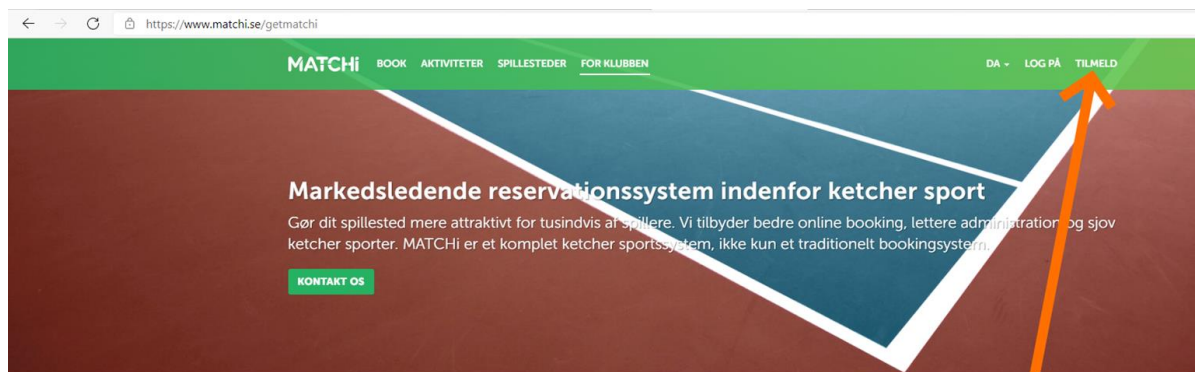 https://www.matchi.se/getmatchi
MATCHi BOOK AKTIVITETER SPILLESTEDER FOR KLUBBEN DA LOG PÅ TILMELD
Markedsledende reservationssystem indenfor ketcher sport
Gør dit spillested mere attraktivt for tusindvis af spillere. Vi tilbyder bedre online booking, lettere administration og sjov
ketcher sporter. MATCHi er et komplet ketcher sportssystem, ikke kun et traditionelt bookingsystem.
KONTAKT OS